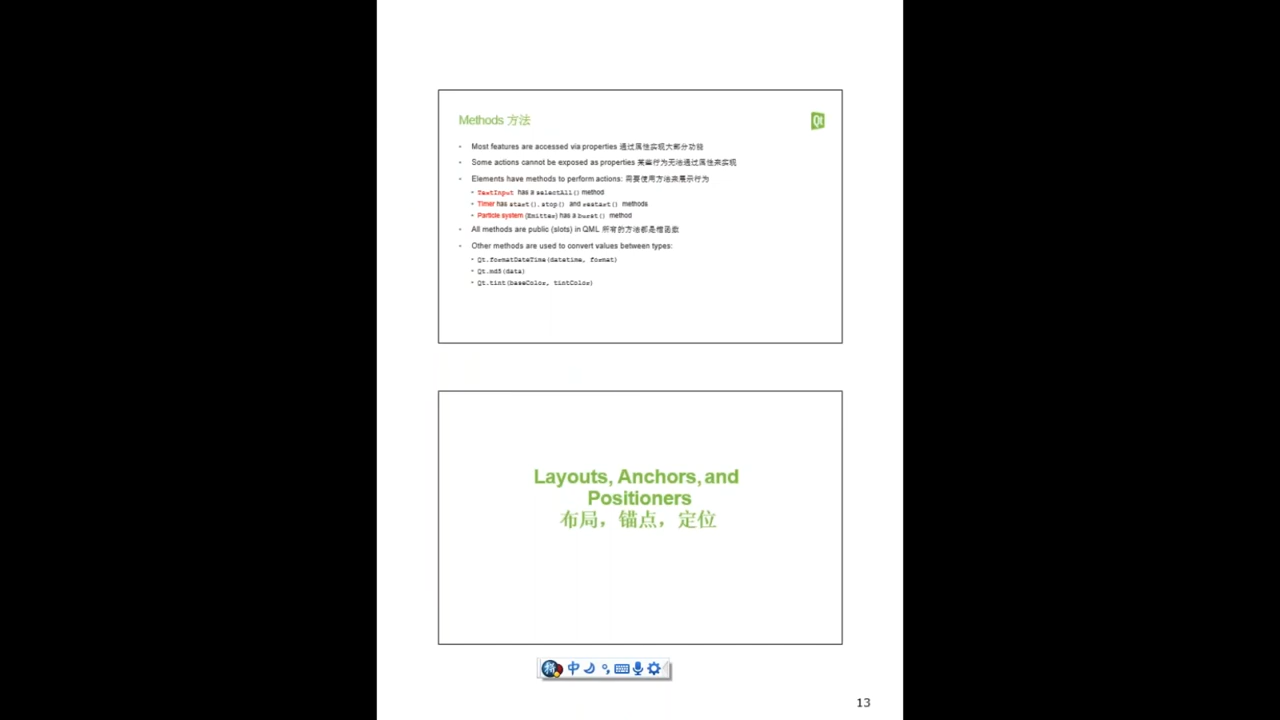 Methods 方法
Qt
• Most features are accessed via properties 通过属性实现大部分功能
• Some actions cannot be exposed as properties 某些行为无法通过属性来实现
• Elements have methods to perform actions: 需要使用方法来展示行为
• TextInput has a selectAll() method
• Timer has start(), stop() and restart() methods
• Particle system (Emitter) has a burst() method
• All methods are public (slots) in QML 所有的方法都是槽函数
• Other methods are used to convert values between types:
• Qt.formatDateTime(datetime, format)
• Qt.md5(data)
• Qt.tint(baseColor, tintColor)
Layouts, Anchors, and
Positioners
布局，锚点，定位
中
13